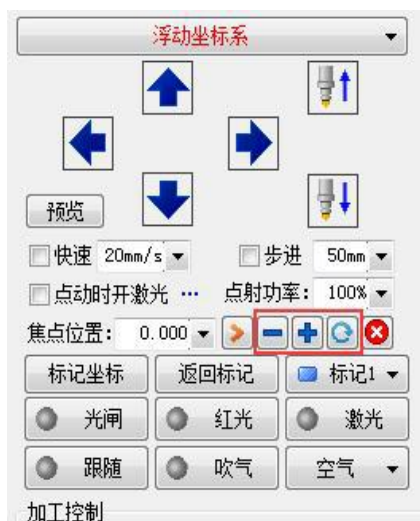 浮动坐标系
预览
快速 20mm/s 步进 50mm
点动时开激光 ··· 点射功率: 100%
焦点位置: 0.000
标记坐标 返回标记 标记1
光闸 红光 激光
跟随 吹气 空气
加工控制